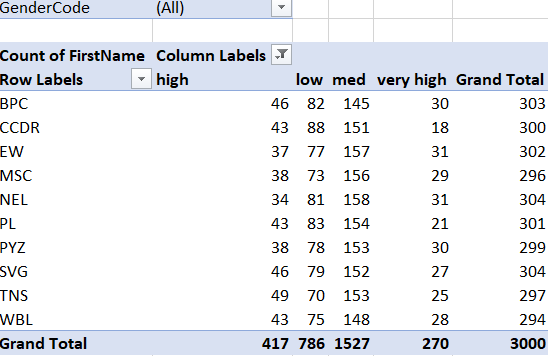 GenderCode (All)
Count of FirstName Column Labels
Row Labels high low med very high Grand Total
BPC 46 82 145 30 303
CCDR 43 88 151 18 300
EW 37 77 157 31 302
MSC 38 73 156 29 296
NEL 34 81 158 31 304
PL 43 83 154 21 301
PYZ 38 78 153 30 299
SVG 46 79 152 27 304
TNS 49 70 153 25 297
WBL 43 75 148 28 294
Grand Total 417 786 1527 270 3000